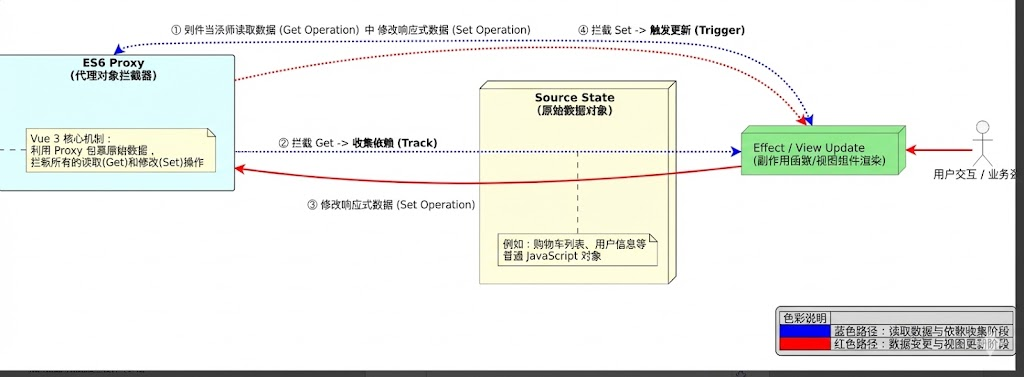 ① 列件当 师读取数据 (Get Operation) 中 修改响应式数据 (Set Operation)
④ 拦截 Set -> 触发更新 (Trigger)
ES6 Proxy
(代理对象拦截器)
Vue 3 核心机制：
利用 Proxy 包 原始数据，
拦 所有的读取(Get)和修改(Set)操作
② 拦截 Get -> 收集依赖 (Track)
Source State
(原始数据对象)
Effect / View Update
(副作用函数/视图组件渲染)
用户交互 / 业务
③ 修改响应式数据 (Set Operation)
例如：购物车列表、用户信息等
普通 JavaScript 对象
色彩说明
蓝色路径：读取数据与依 收集阶段
红色路径：数据变更与视图更 阶段